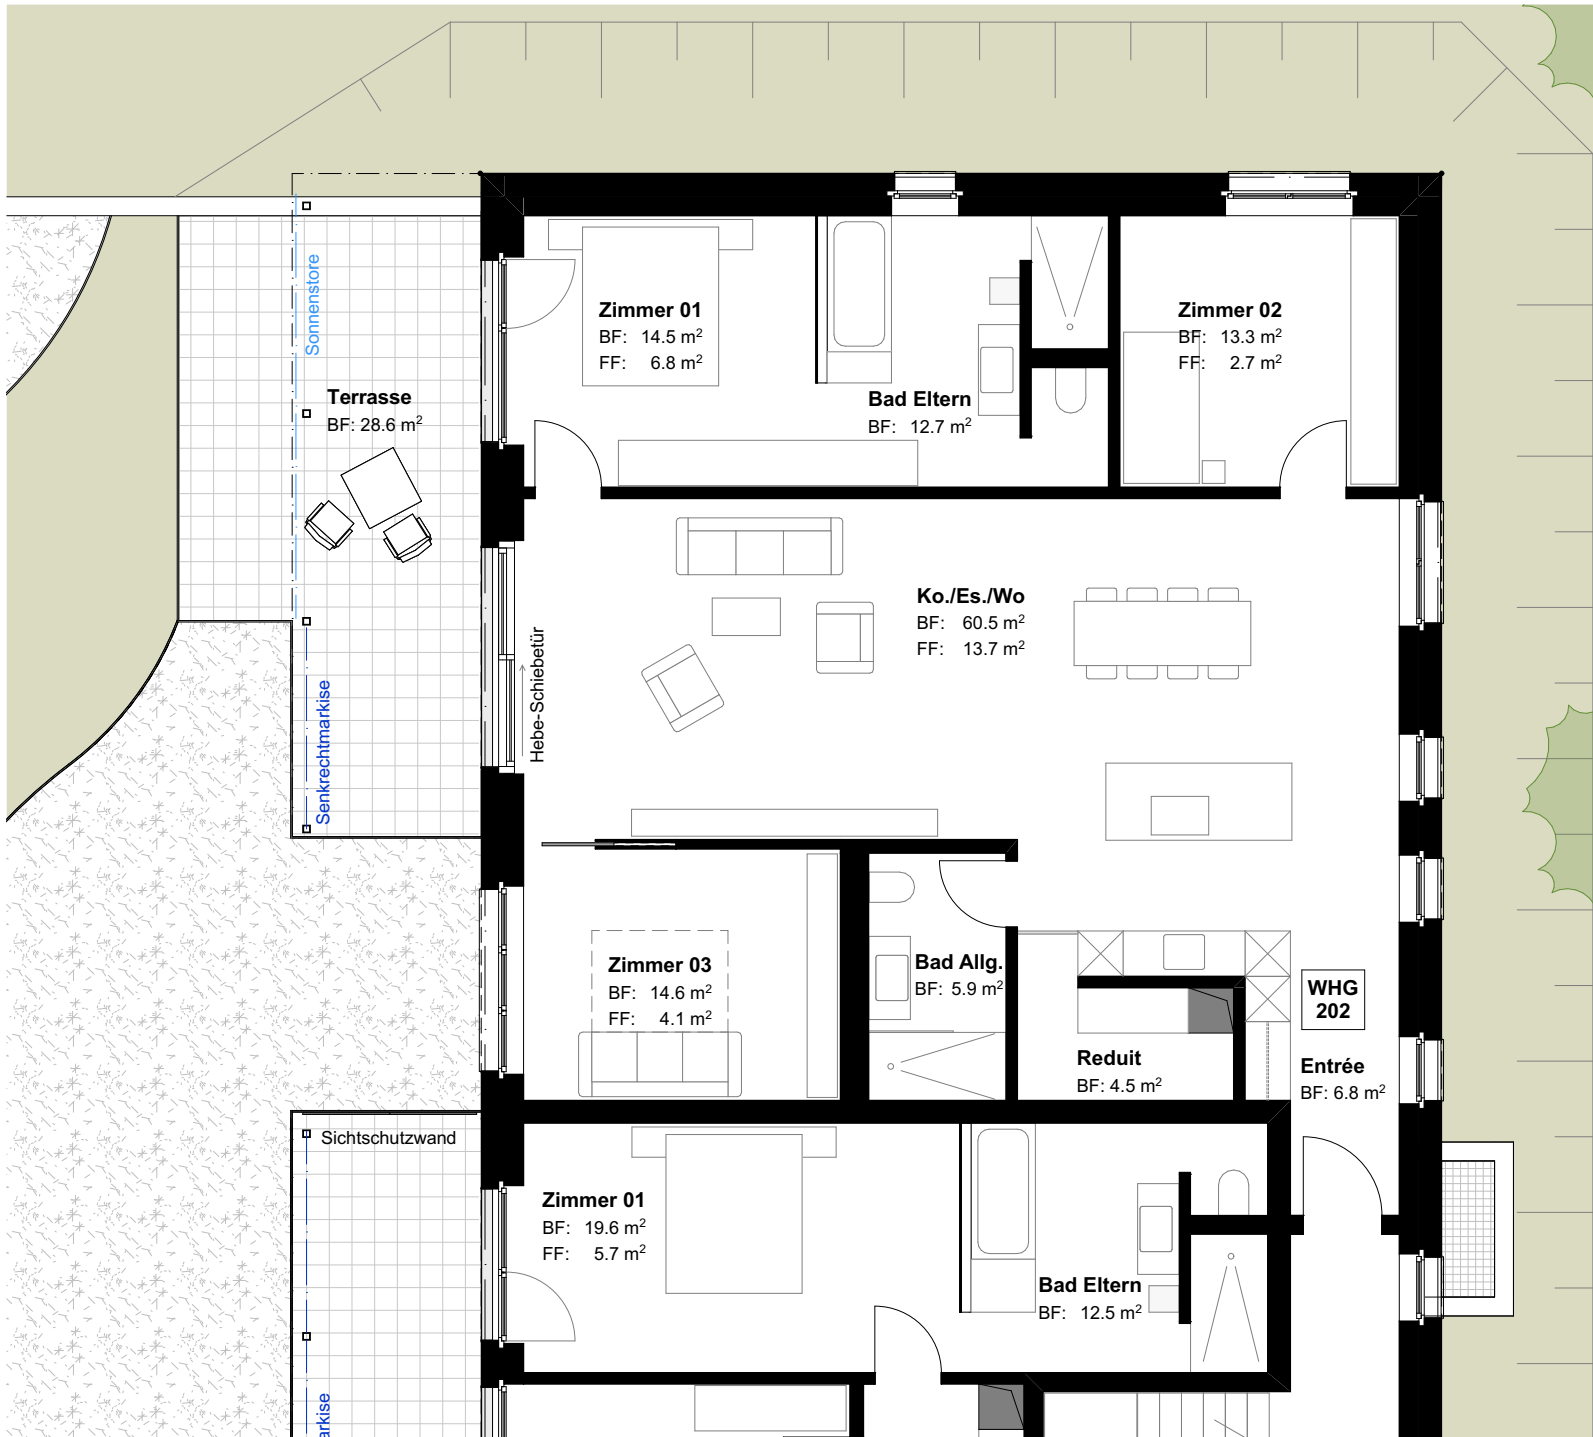 Sonnenstore
Terrasse
BF: 28.6 m²
Zimmer 01
BF: 14.5 m²
FF: 6.8 m²
Bad Eltern
BF: 12.7 m²
Zimmer 02
BF: 13.3 m²
FF: 2.7 m²
Senkrechtmarkise
Hebe-Schiebetür
Ko./Es./Wo
BF: 60.5 m²
FF: 13.7 m²
Zimmer 03
BF: 14.6 m²
FF: 4.1 m²
Bad Allg.
BF: 5.9 m²
Reduit
BF: 4.5 m²
WHG
202
Entrée
BF: 6.8 m²
Sichtschutzwand
Zimmer 01
BF: 19.6 m²
FF: 5.7 m²
Bad Eltern
BF: 12.5 m²
arkise